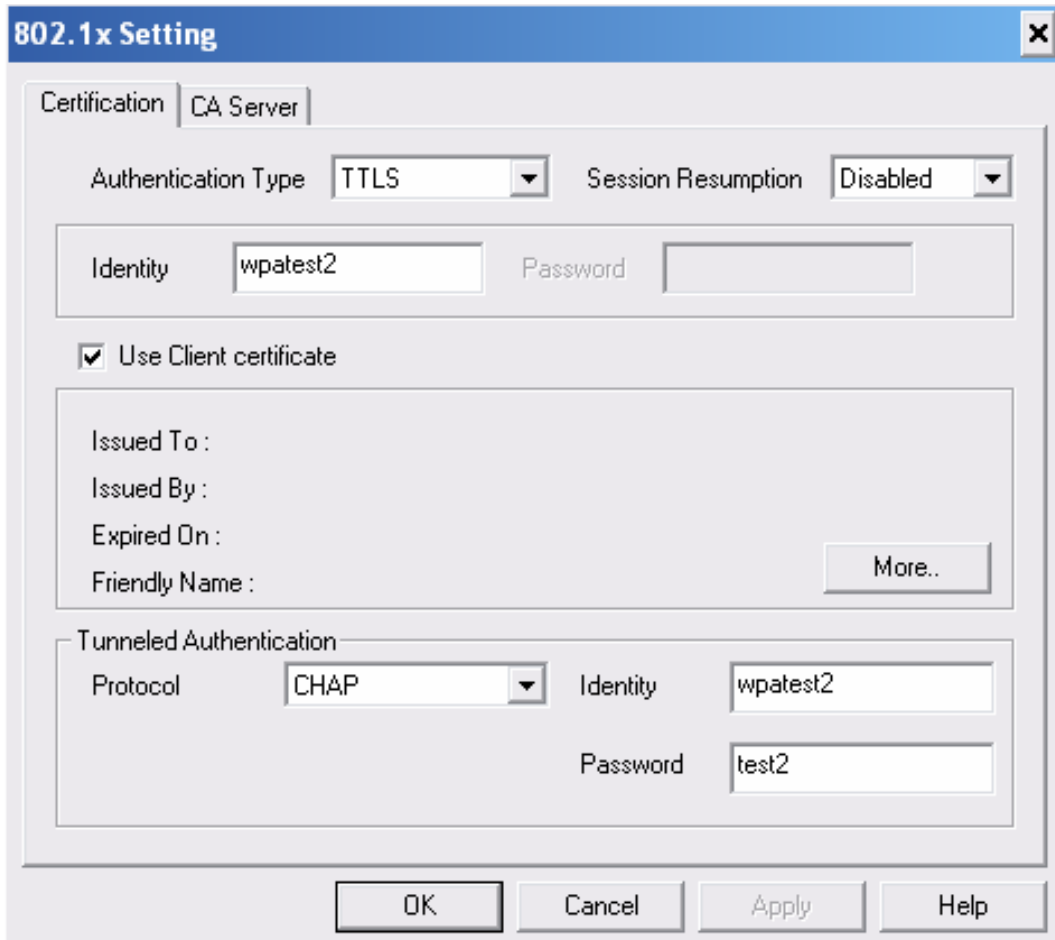 802.1x Setting
Certification CA Server
Authentication Type TTLS Session Resumption Disabled
Identity wpatest2 Password
Use Client certificate
Issued To :
Issued By :
Expired On :
Friendly Name :
More..
Tunneled Authentication
Protocol CHAP Identity wpatest2
Password test2
OK Cancel Apply Help